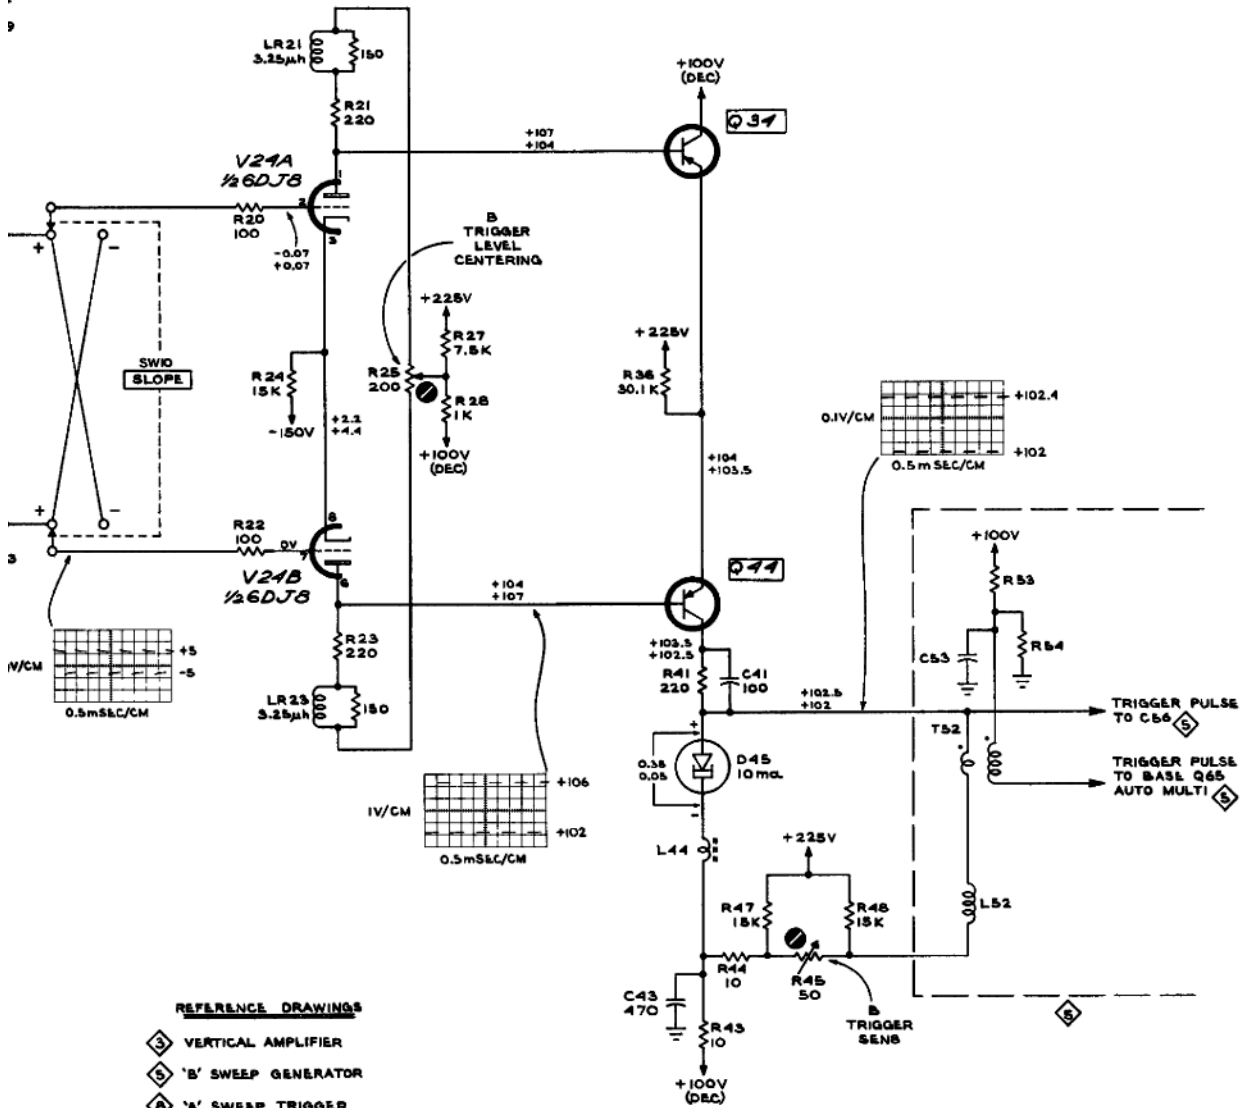 LR21
3.25µh
150
R21
220
V24A
½6DJ8
1
2
3
R20
100
-0.07
+0.07
+107
+104
+100V
(DEC)
Q34
B
TRIGGER
LEVEL
CENTERING
+225V
R27
7.5K
R25
200
R28
1K
+100V
(DEC)
+
-
SW10
SLOPE
R24
15K
-150V
+2.2
+4.4
+225V
R36
30.1K
+104
+103.5
0.1V/CM
+102.4
+102
0.5mSEC/CM
+
-
R22
100
0V
8
7
6
V24B
½6DJ8
+104
+107
Q44
R23
220
LR23
3.25µh
150
V/CM
+5
-5
0.5mSEC/CM
1V/CM
+106
+102
0.5mSEC/CM
+103.5
+102.5
R41
220
C41
100
+102.5
+102
+
0.38
0.05
-
D45
10ma
L44
+100V
R53
C53
R54
T52
TRIGGER PULSE
TO C56 5
TRIGGER PULSE
TO BASE Q65
AUTO MULTI 5
L52
+225V
R47
15K
R48
15K
R44
10
R45
50
B
TRIGGER
SENS
C43
470
R43
10
+100V
(DEC)
5
REFERENCE DRAWINGS
3 VERTICAL AMPLIFIER
5 'B' SWEEP GENERATOR
'A' SWEEP TRIGGER